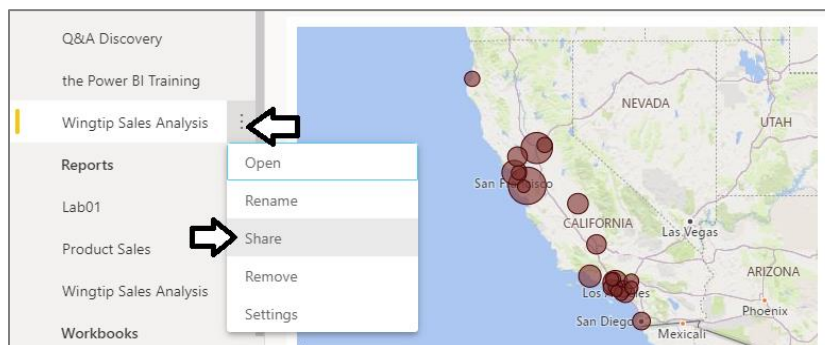 Q&A Discovery
the Power BI Training
Wingtip Sales Analysis
Reports
Lab01
Product Sales
Wingtip Sales Analysis
Workbooks
Open
Rename
Share
Remove
Settings
NEVADA
UTAH
San Francisco
CALIFORNIA
Las Vegas
ARIZONA
Los Angeles
Phoenix
San Diego
Mexicali